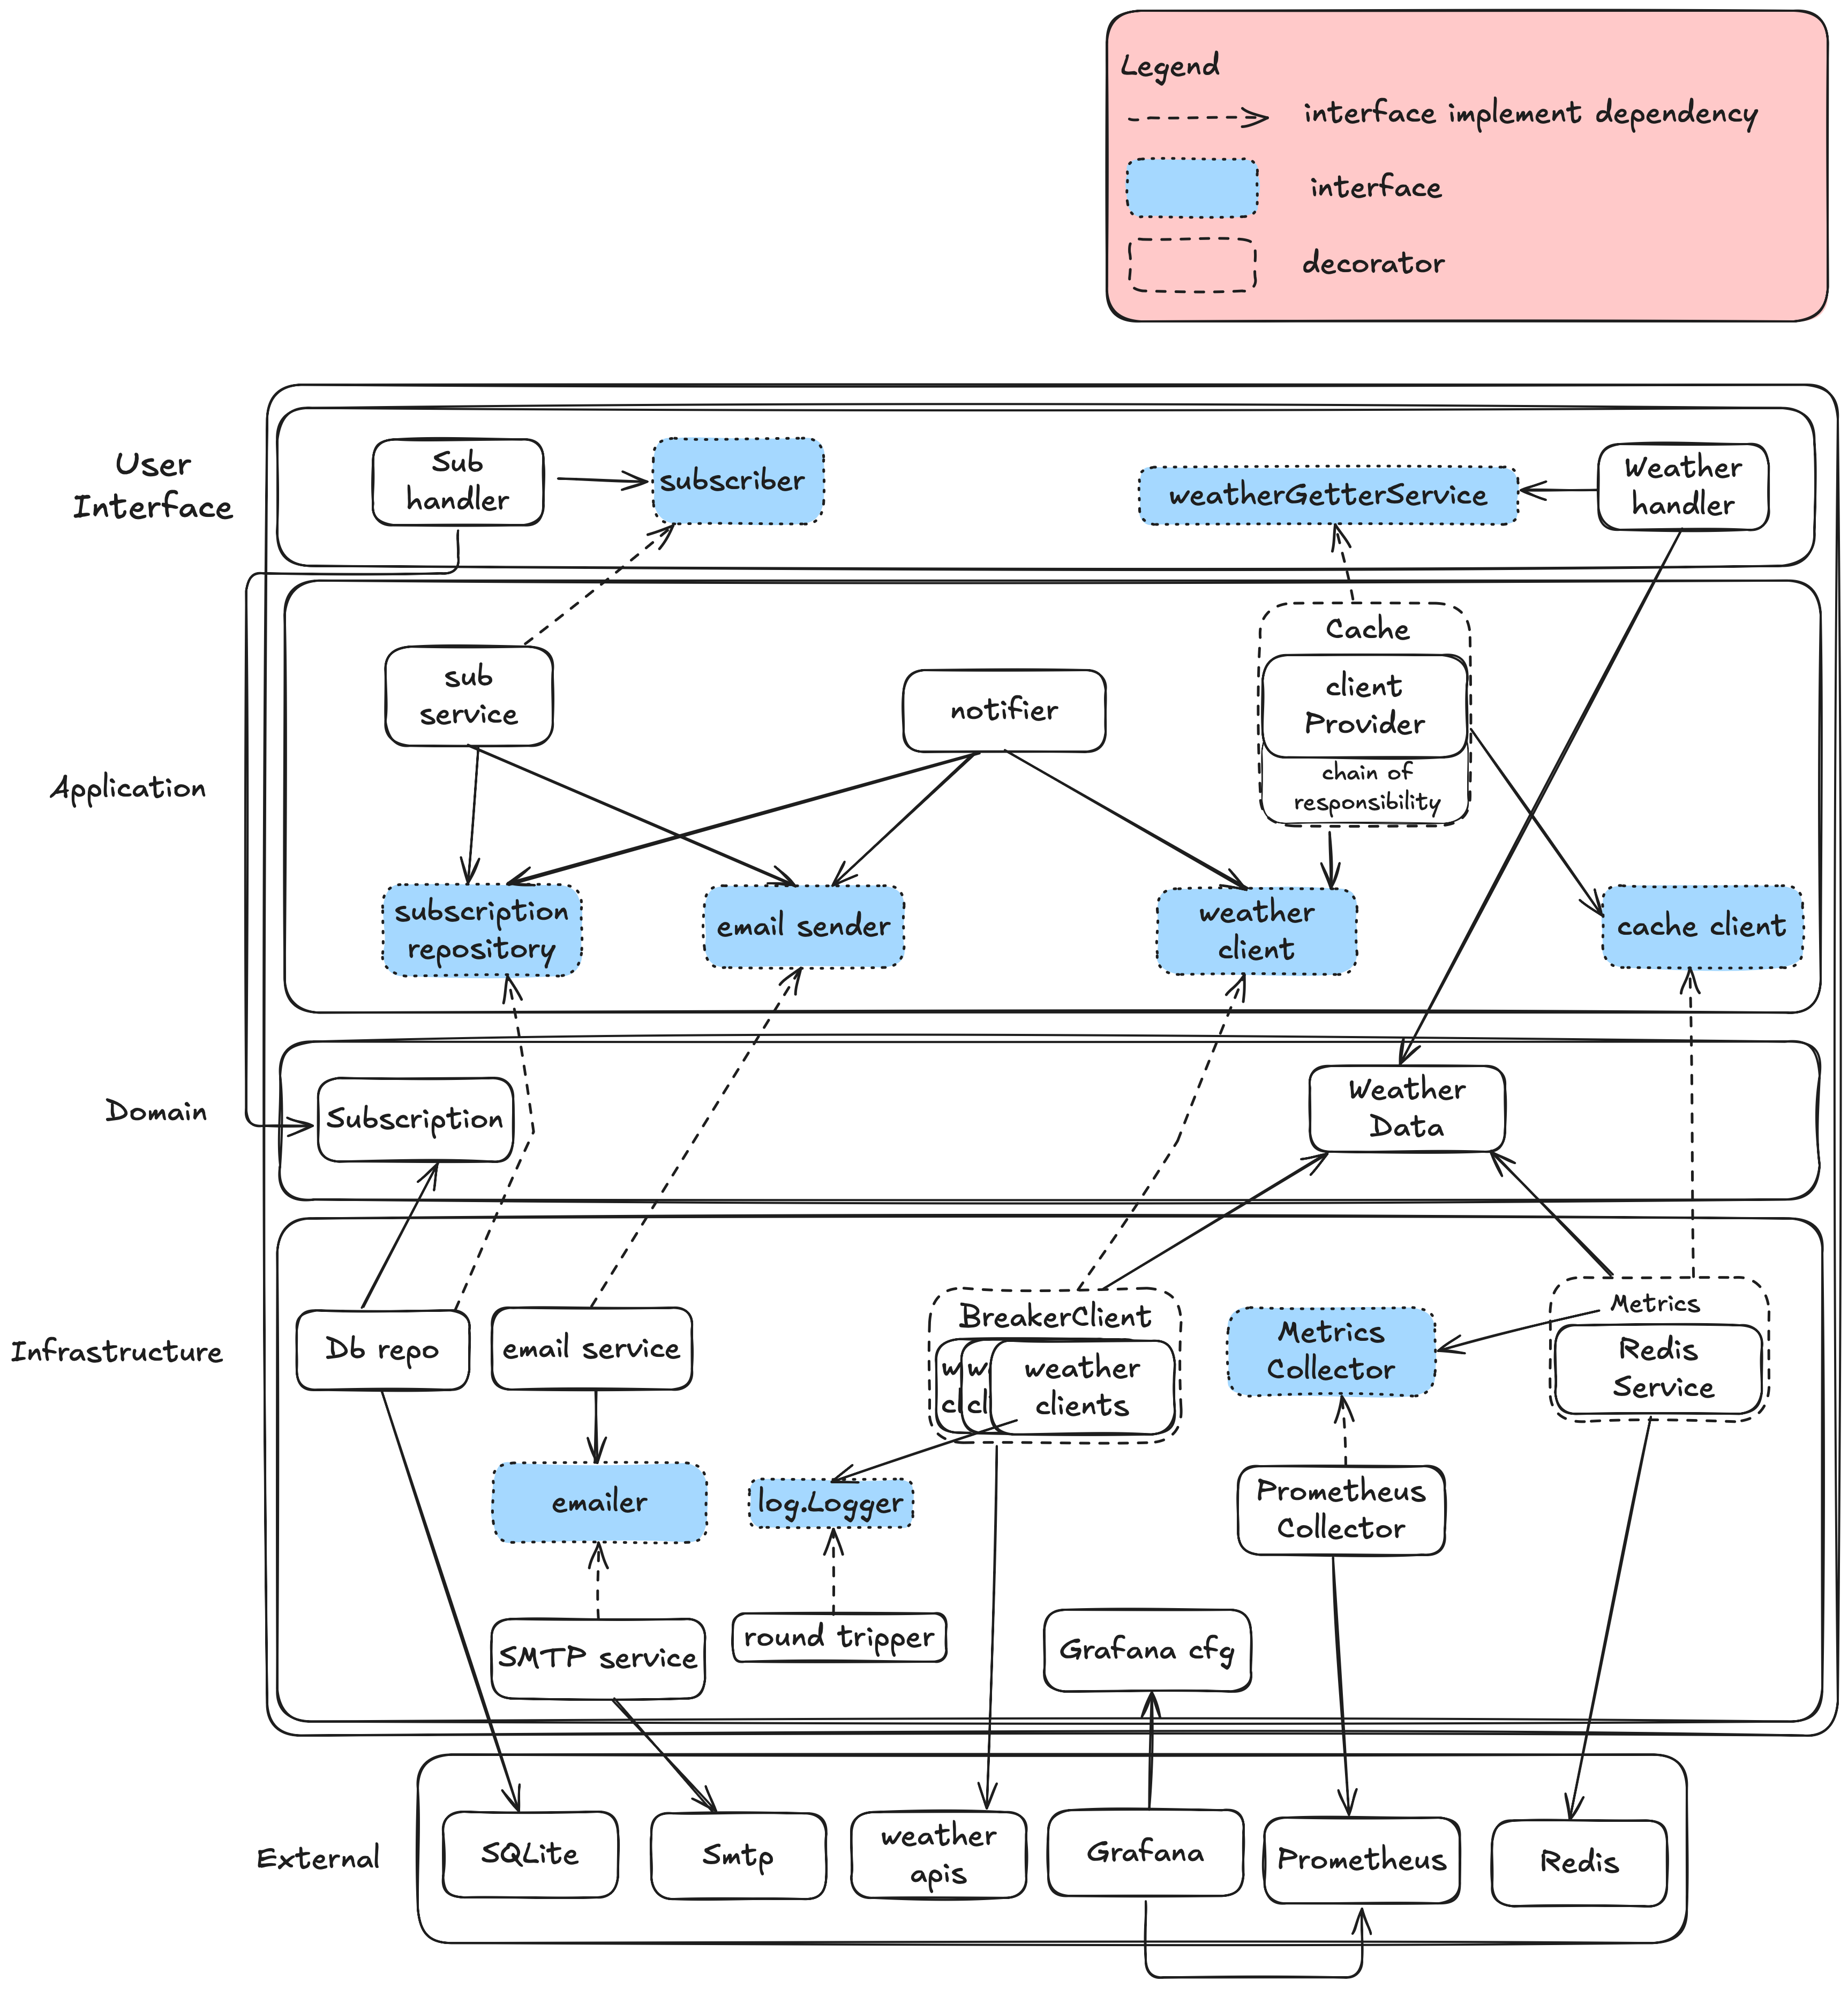 Legend
interface implement dependency
interface
decorator
User
Interface
Sub
handler
subscriber
weatherGetterService
Weather
handler
Application
sub
service
notifier
Cache
client
Provider
chain of
responsibility
subscription
repository
email sender
weather
client
cache client
Domain
Subscription
Weather
Data
Infrastructure
Db repo
email service
BreakerClient
w
cl
w
cl
weather
clients
Metrics
Collector
Metrics
Redis
Service
emailer
log.Logger
Prometheus
Collector
SMTP service
round tripper
Grafana cfg
External
SQLite
Smtp
weather
apis
Grafana
Prometheus
Redis